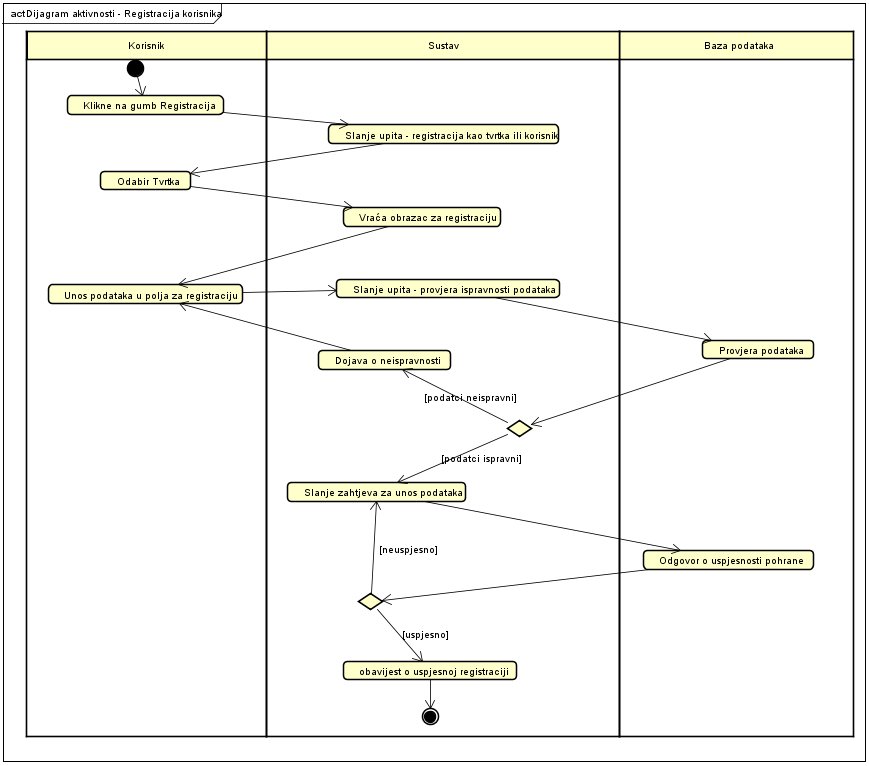 actDijagram aktivnosti - Registracija korisnika
Korisnik
Sustav
Baza podataka
Klikne na gumb Registracija
Slanje upita - registracija kao tvrtka ili korisnik
Odabir Tvrtka
Vraća obrazac za registraciju
Unos podataka u polja za registraciju
Slanje upita - provjera ispravnosti podataka
Provjera podataka
Dojava o neispravnosti
[podatci neispravni]
[podatci ispravni]
Slanje zahtjeva za unos podataka
[neuspjesno]
Odgovor o uspjesnosti pohrane
[uspjesno]
obavijest o uspjesnoj registraciji